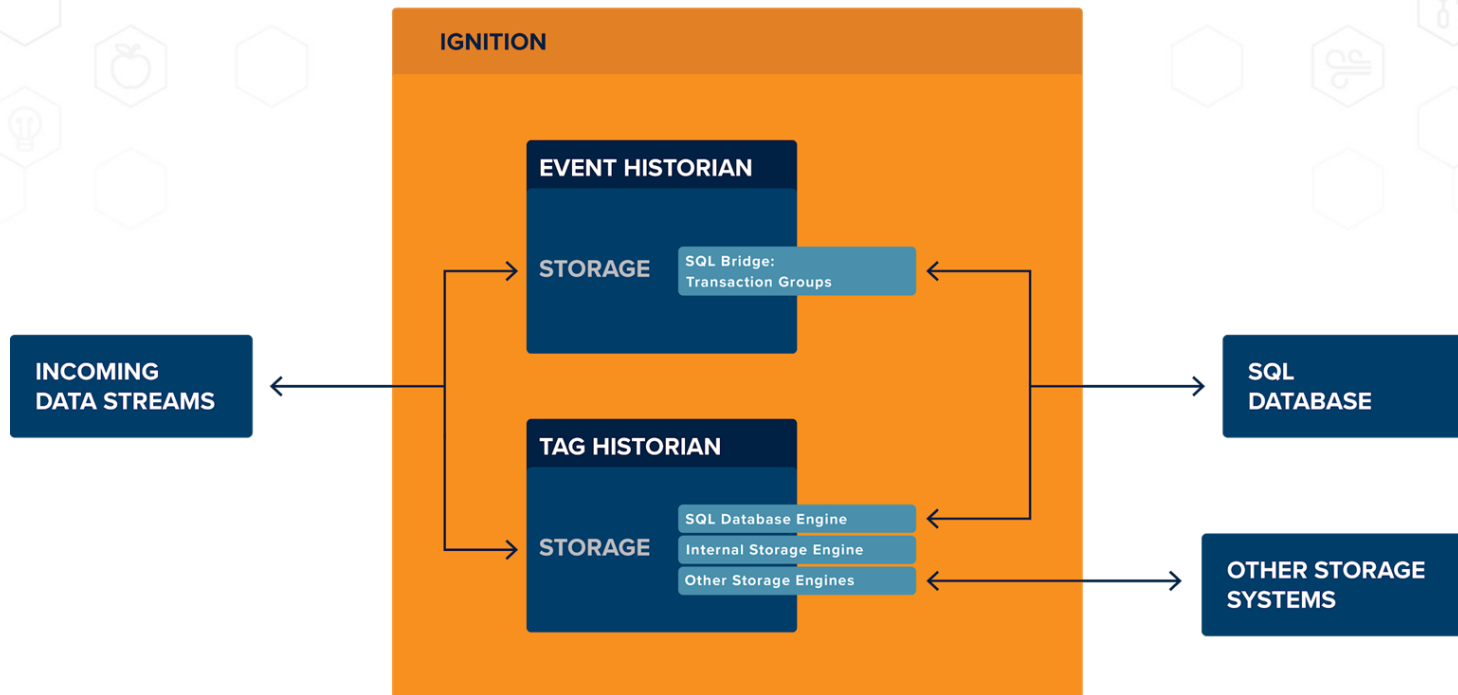 IGNITION
EVENT HISTORIAN
STORAGE
SQL Bridge:
Transaction Groups
INCOMING
DATA STREAMS
SQL
DATABASE
TAG HISTORIAN
STORAGE
SQL Database Engine
Internal Storage Engine
Other Storage Engines
OTHER STORAGE
SYSTEMS